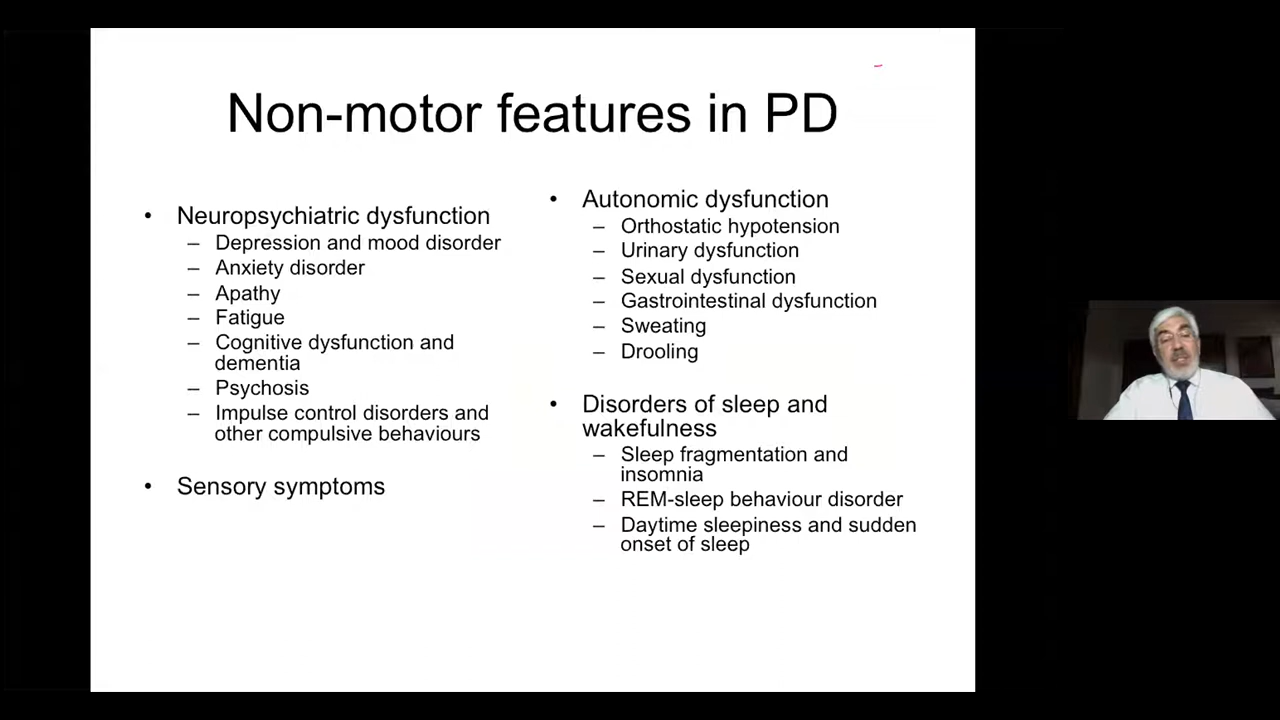 Non-motor features in PD
• Neuropsychiatric dysfunction
– Depression and mood disorder
– Anxiety disorder
– Apathy
– Fatigue
– Cognitive dysfunction and
dementia
– Psychosis
– Impulse control disorders and
other compulsive behaviours
• Sensory symptoms
• Autonomic dysfunction
– Orthostatic hypotension
– Urinary dysfunction
– Sexual dysfunction
– Gastrointestinal dysfunction
– Sweating
– Drooling
• Disorders of sleep and
wakefulness
– Sleep fragmentation and
insomnia
– REM-sleep behaviour disorder
– Daytime sleepiness and sudden
onset of sleep